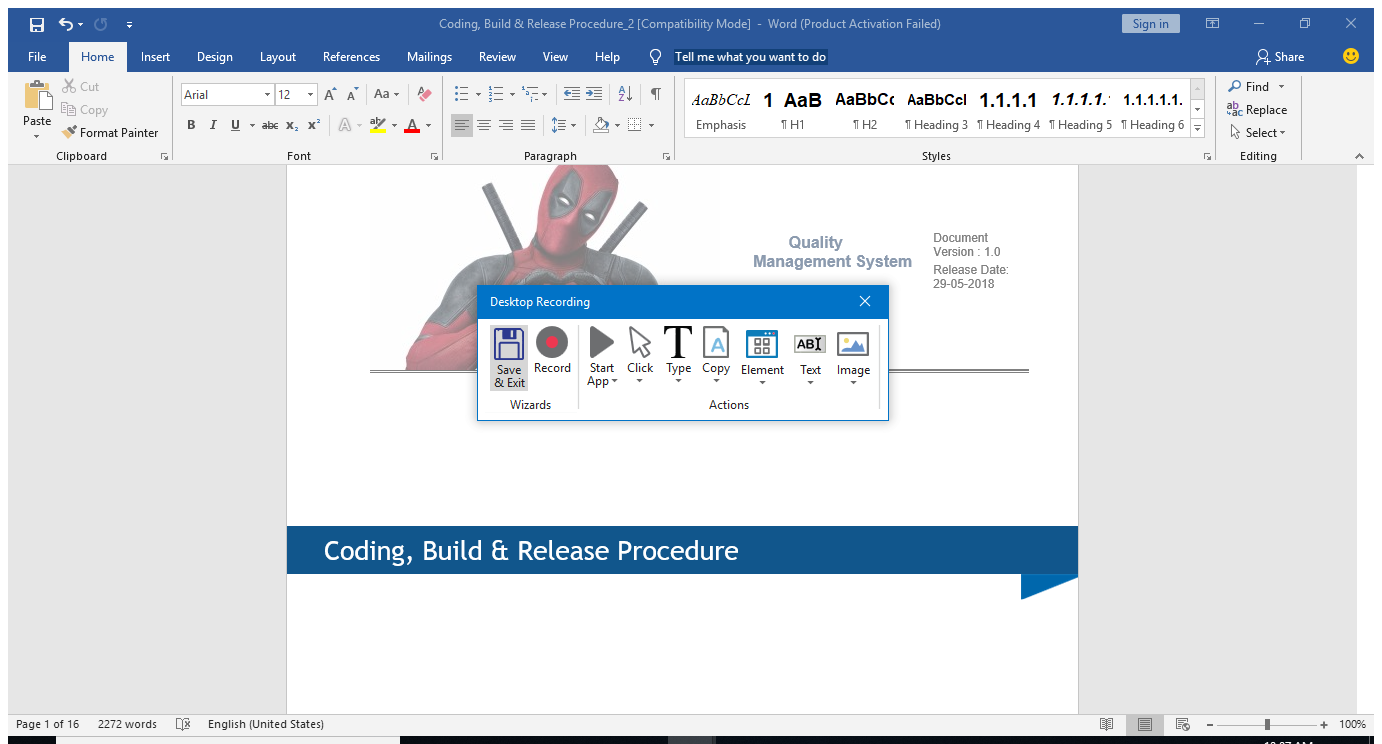 Coding, Build & Release Procedure_2 [Compatibility Mode] - Word (Product Activation Failed)
Sign in
File Home Insert Design Layout References Mailings Review View Help Tell me what you want to do Share
Paste
Cut
Copy
Format Painter
Clipboard
Arial 12
Font
Paragraph
AaBbCcL 1 AaB AaBbCc AaBbCcI 1.1.1.1 1.1.1.1. 1.1.1.1.1.
Emphasis ¶ H1 ¶ H2 ¶ Heading 3 ¶ Heading 4 ¶ Heading 5 ¶ Heading 6
Styles
Find
Replace
Select
Editing
Quality
Management System
Document
Version : 1.0
Release Date:
29-05-2018
Desktop Recording
Save
& Exit
Record
Start
App
Click
Type
Copy
Element
Text
Image
Wizards
Actions
Coding, Build & Release Procedure
Page 1 of 16 2272 words English (United States) 100%